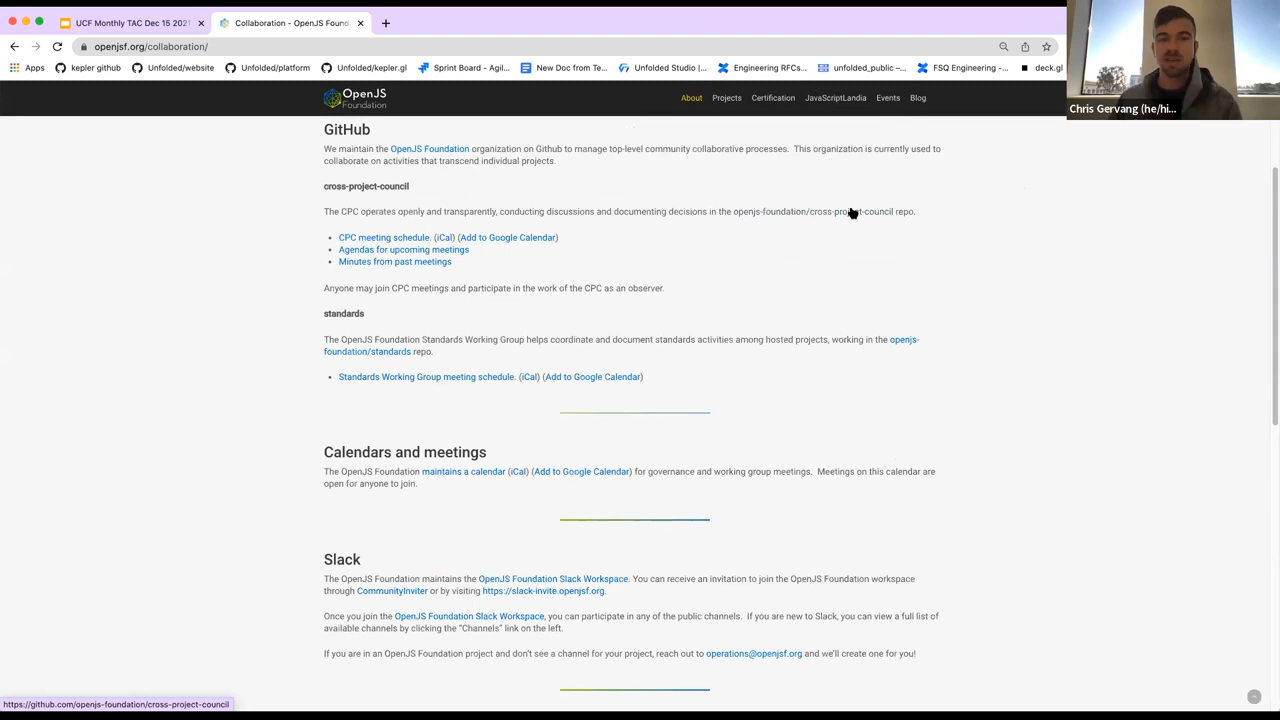 UCF Monthly TAC Dec 15 2021
Collaboration - OpenJS Found
openjsf.org/collaboration/
Apps
kepler github
Unfolded/website
Unfolded/platform
Unfolded/kepler.gl
Sprint Board - Agil...
New Doc from Te...
Unfolded Studio |...
Engineering RFCs...
unfolded_public –...
FSQ Engineering -...
deck.gl
Chris Gervang (he/hi...
OpenJS
Foundation
About
Projects
Certification
JavaScriptLandia
Events
Blog
GitHub
We maintain the OpenJS Foundation organization on Github to manage top-level community collaborative processes. This organization is currently used to
collaborate on activities that transcend individual projects.
cross-project-council
The CPC operates openly and transparently, conducting discussions and documenting decisions in the openjs-foundation/cross-project-council repo.
CPC meeting schedule. (iCal) (Add to Google Calendar)
Agendas for upcoming meetings
Minutes from past meetings
Anyone may join CPC meetings and participate in the work of the CPC as an observer.
standards
The OpenJS Foundation Standards Working Group helps coordinate and document standards activities among hosted projects, working in the openjs-
foundation/standards repo.
Standards Working Group meeting schedule. (iCal) (Add to Google Calendar)
Calendars and meetings
The OpenJS Foundation maintains a calendar (iCal) (Add to Google Calendar) for governance and working group meetings. Meetings on this calendar are
open for anyone to join.
Slack
The OpenJS Foundation maintains the OpenJS Foundation Slack Workspace. You can receive an invitation to join the OpenJS Foundation workspace
through CommunityInviter or by visiting https://slack-invite.openjsf.org.
Once you join the OpenJS Foundation Slack Workspace, you can participate in any of the public channels. If you are new to Slack, you can view a full list of
available channels by clicking the “Channels” link on the left.
If you are in an OpenJS Foundation project and don't see a channel for your project, reach out to operations@openjsf.org and we'll create one for you!
https://github.com/openjs-foundation/cross-project-council